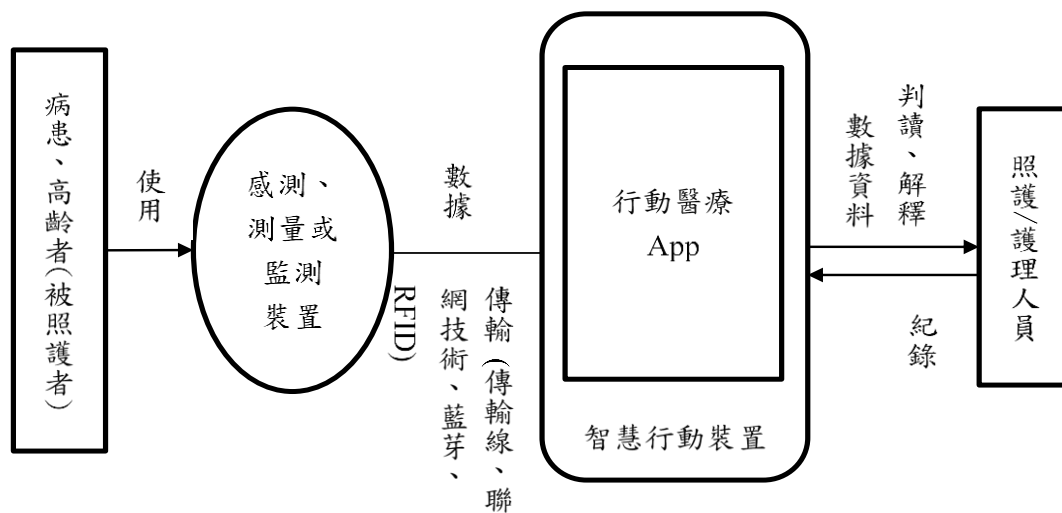 病患、高齡者(被照護者)
使用
感測、
測量或
監測
裝置
數據
傳輸(傳輸線、聯
網技術、藍芽、
RFID)
行動醫療
App
智慧行動裝置
判讀、解釋
數據資料
紀錄
照護/護理人員